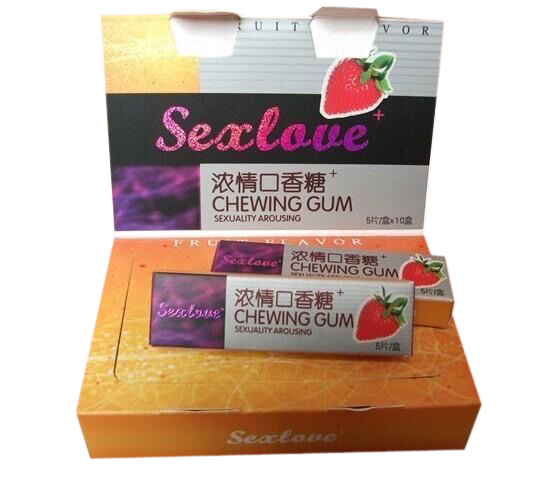 FRUIT FLAVOR
Sexlove+
浓情口香糖+
CHEWING GUM
SEXUALITY AROUSING
5片/盒x10盒
FRUIT FLAVOR
Sexlove
浓情口香糖+
CHEWING GUM
SEXUALITY AROUSING
5片/盒
Sexlove
浓情口香糖+
CHEWING GUM
SEXUALITY AROUSING
5片/盒
Sexlove+